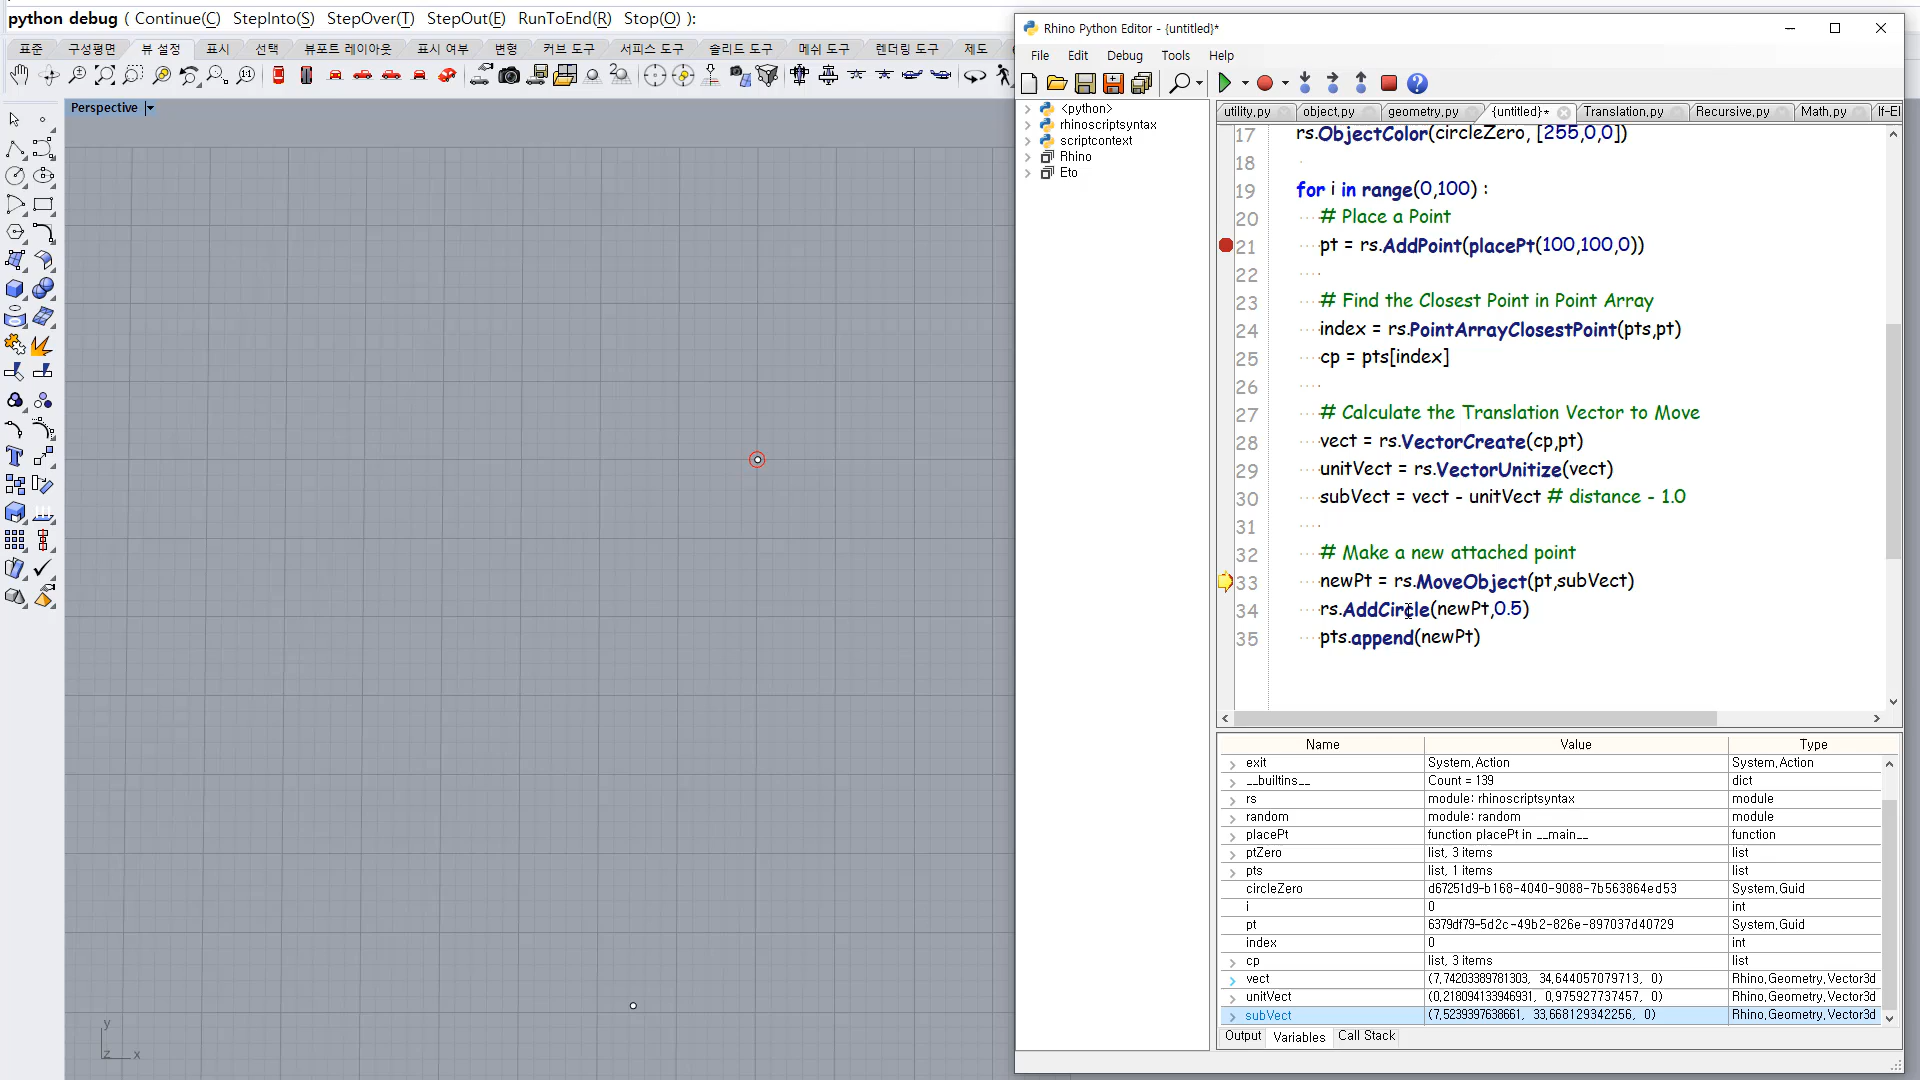 python debug ( Continue(C)  StepInto(S)  StepOver(T)  StepOut(E)  RunToEnd(R)  Stop(O) ):
표준 구성평면 뷰 설정 표시 선택 뷰포트 레이아웃 표시 여부 변형 커브 도구 서피스 도구 솔리드 도구 메쉬 도구 렌더링 도구 제도
Perspective
y
z x
Rhino Python Editor - {untitled}*
File Edit Debug Tools Help
<python>
rhinoscriptsyntax
scriptcontext
Rhino
Eto
utility.py object.py geometry.py {untitled}* Translation.py Recursive.py Math.py If-El
17 rs.ObjectColor(circleZero, [255,0,0])
18
19 for i in range(0,100) :
20 # Place a Point
21 pt = rs.AddPoint(placePt(100,100,0))
22
23 # Find the Closest Point in Point Array
24 index = rs.PointArrayClosestPoint(pts,pt)
25 cp = pts[index]
26
27 # Calculate the Translation Vector to Move
28 vect = rs.VectorCreate(cp,pt)
29 unitVect = rs.VectorUnitize(vect)
30 subVect = vect - unitVect # distance - 1.0
31
32 # Make a new attached point
33 newPt = rs.MoveObject(pt,subVect)
34 rs.AddCircle(newPt,0.5)
35 pts.append(newPt)
Name Value Type
exit System,Action System,Action
__builtins__ Count = 139 dict
rs module: rhinoscriptsyntax module
random module: random module
placePt function placePt in __main__ function
ptZero list, 3 items list
pts list, 1 items list
circleZero d67251d9-b168-4040-9088-7b563864ed53 System,Guid
i 0 int
pt 6379df79-5d2c-49b2-826e-897037d40729 System,Guid
index 0 int
cp list, 3 items list
vect (7,74203389781303, 34,644057079713, 0) Rhino,Geometry,Vector3d
unitVect (0,218094133946931, 0,975927737457, 0) Rhino,Geometry,Vector3d
subVect (7,5239397638661, 33,668129342256, 0) Rhino,Geometry,Vector3d
Output Variables Call Stack